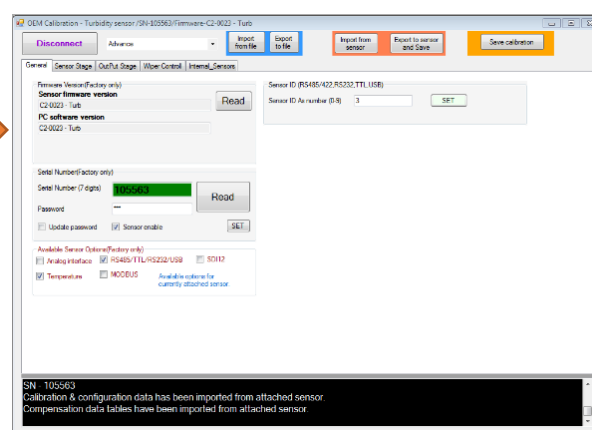 OEM Calibration - Turbidity sensor /SN-105563/Firmware-C2-0023 - Turb
Disconnect
Advance
Import from file
Export to file
Import from sensor
Export to sensor and Save
Save calibration
General Sensor Stage OutPut Stage Wiper Control Internal_Sensors
Firmware Version(Factory only)
Sensor firmware version
C2-0023 - Turb
Read
PC software version
C2-0023 - Turb
Sensor ID (RS485/422,RS232,TTL,USB)
Sensor ID As number (0-9) 3 SET
Serial Number(Factory only)
Serial Number (7 digits) 105563
Read
Password ***
Update password Sensor enable SET
Available Sensor Options(Factory only)
Analog interface RS485/TTL/RS232/USB SDI12
Temperature MODBUS Available options for
currently attached sensor
SN - 105563
Calibration & configuration data has been imported from attached sensor.
Compensation data tables have been imported from attached sensor.